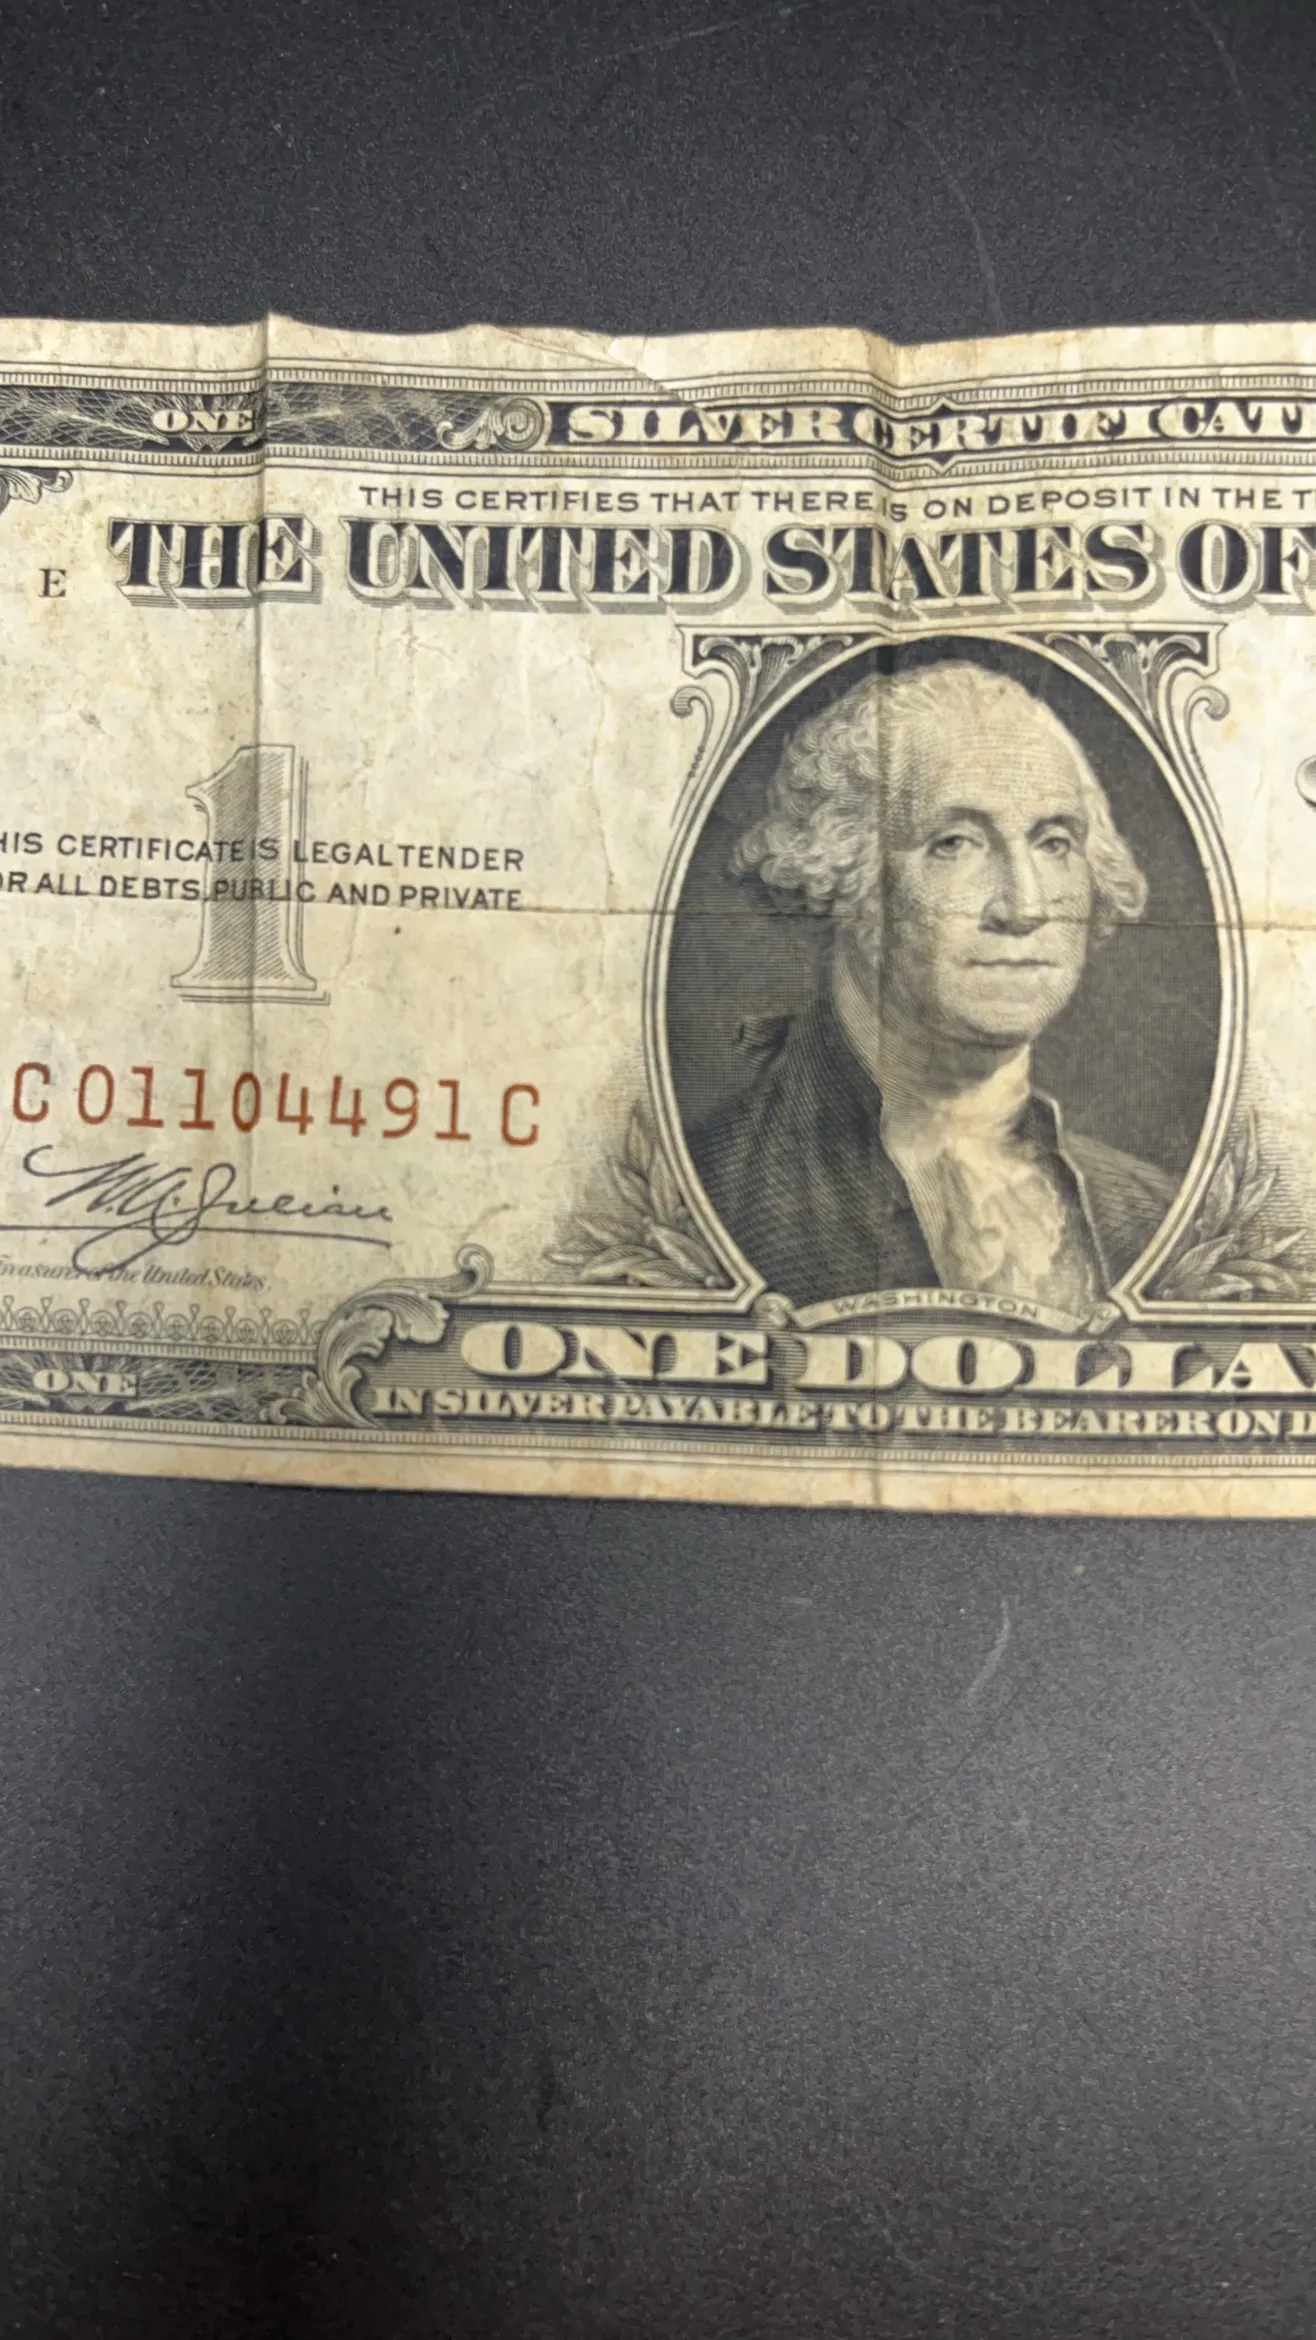 ONE SILVER CERTIFICAT
THIS CERTIFIES THAT THERE IS ON DEPOSIT IN THE T
E THE UNITED STATES OF
1
HIS CERTIFICATE IS LEGAL TENDER
OR ALL DEBTS PUBLIC AND PRIVATE
C01104491C
W.A. Julian
Treasurer of the United States.
WASHINGTON
ONE ONE DOLLA
IN SILVER PAYABLE TO THE BEARER ON D